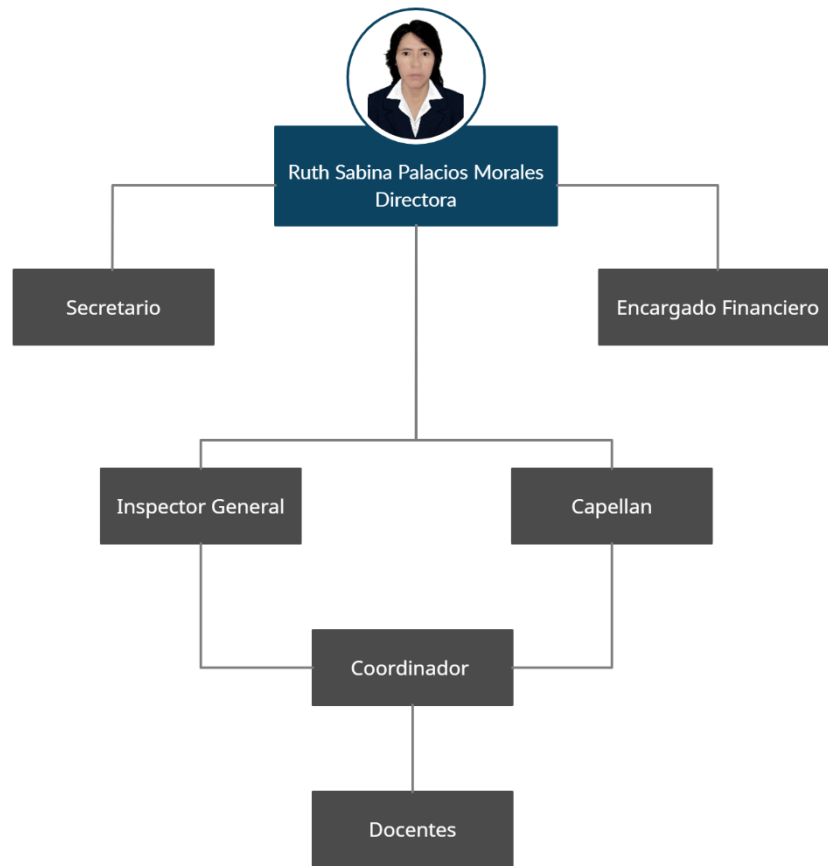 Ruth Sabina Palacios Morales
Directora
Secretario
Encargado Financiero
Inspector General
Capellan
Coordinador
Docentes